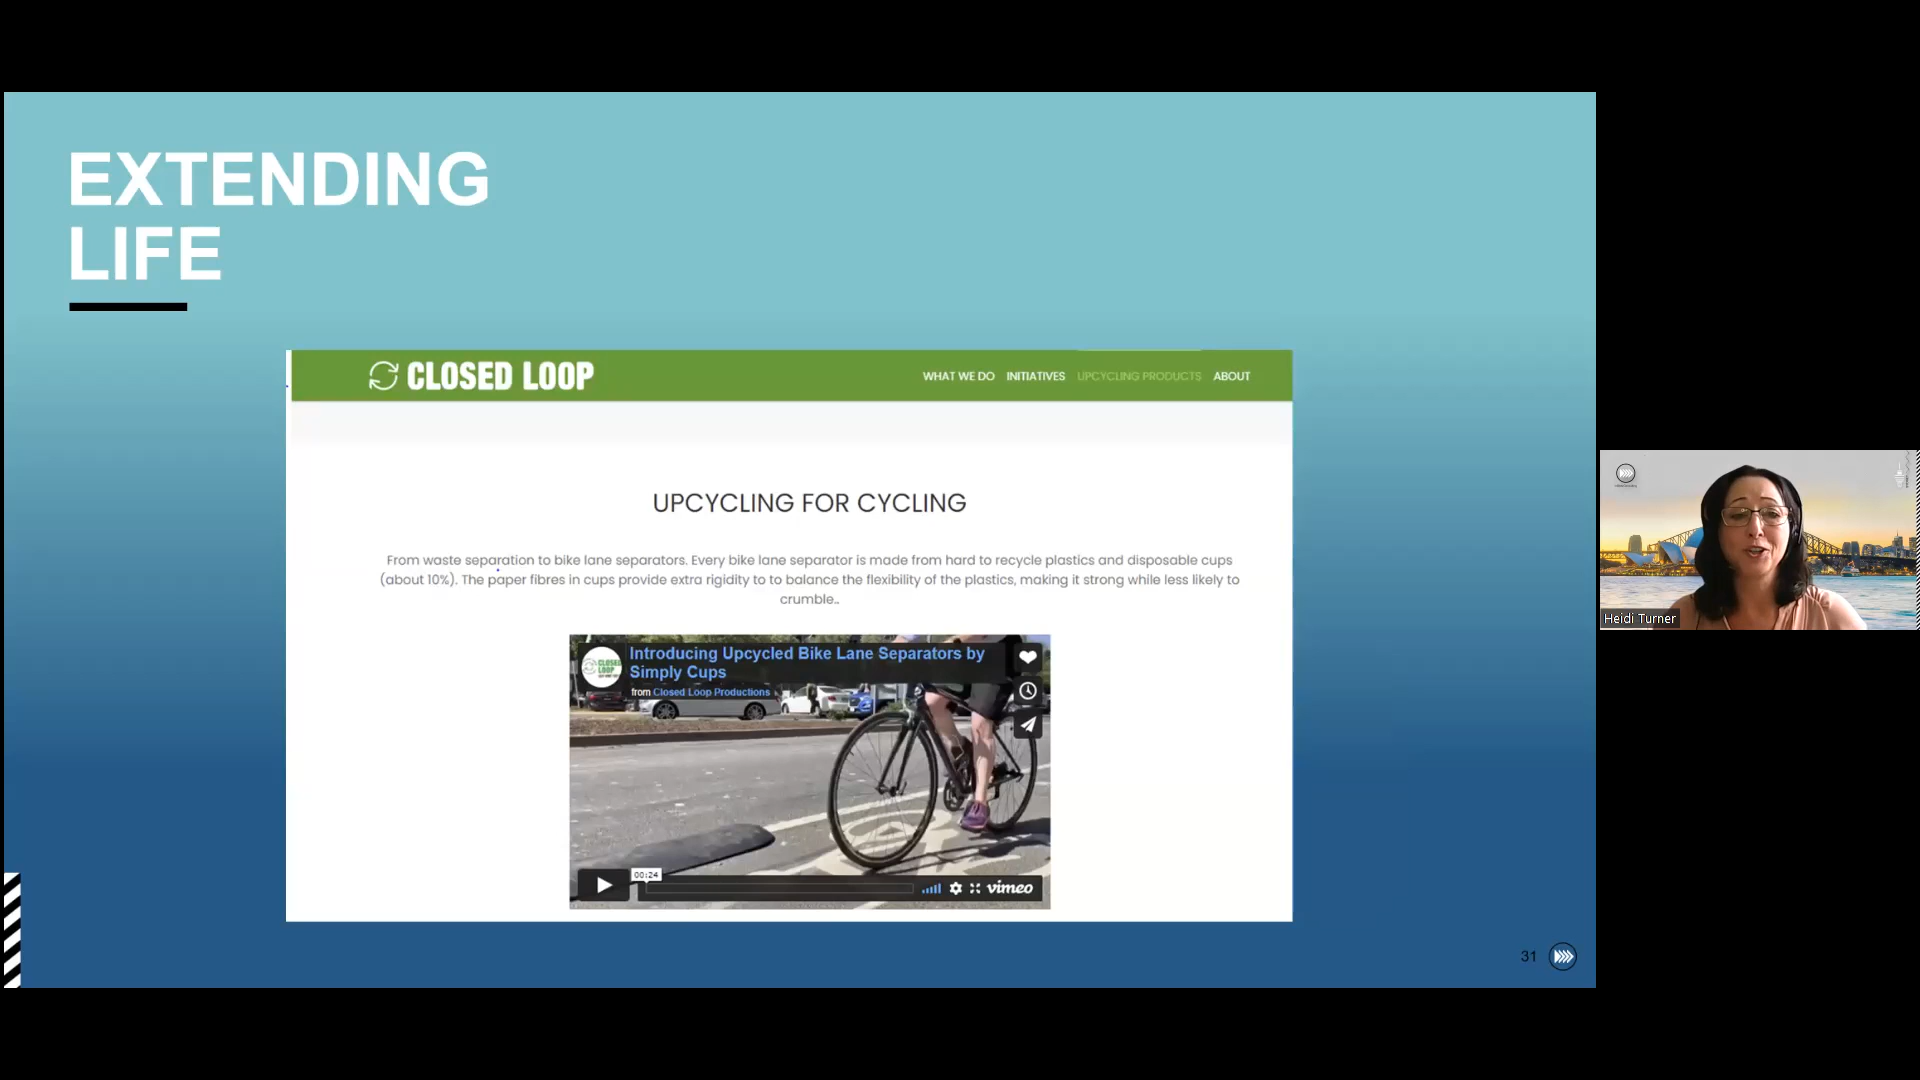 EXTENDING
LIFE
CLOSED LOOP
WHAT WE DO INITIATIVES UPCYCLING PRODUCTS ABOUT
UPCYCLING FOR CYCLING
From waste separation to bike lane separators. Every bike lane separator is made from hard to recycle plastics and disposable cups
(about 10%). The paper fibres in cups provide extra rigidity to to balance the flexibility of the plastics, making it strong while less likely to
crumble..
CLOSED
LOOP
Introducing Upcycled Bike Lane Separators by
Simply Cups
from Closed Loop Productions
00:24
vimeo
31
Heidi Turner